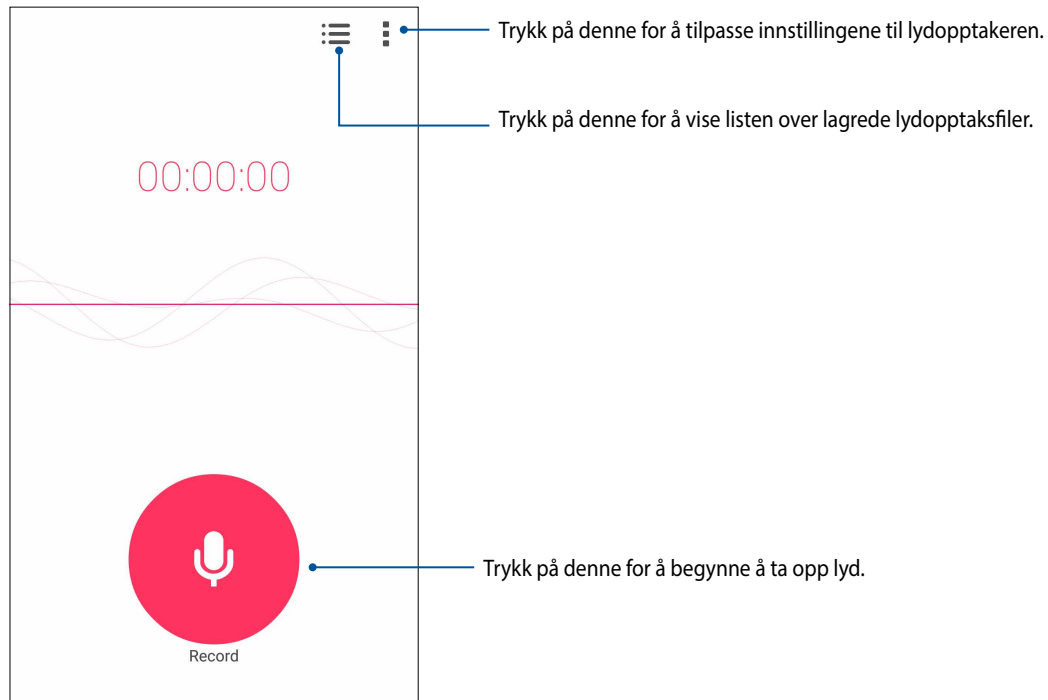 Trykk på denne for å tilpasse innstillingene til lydopptakeren.
Trykk på denne for å vise listen over lagrede lydopptaksfiler.
00:00:00
Trykk på denne for å begynne å ta opp lyd.
Record